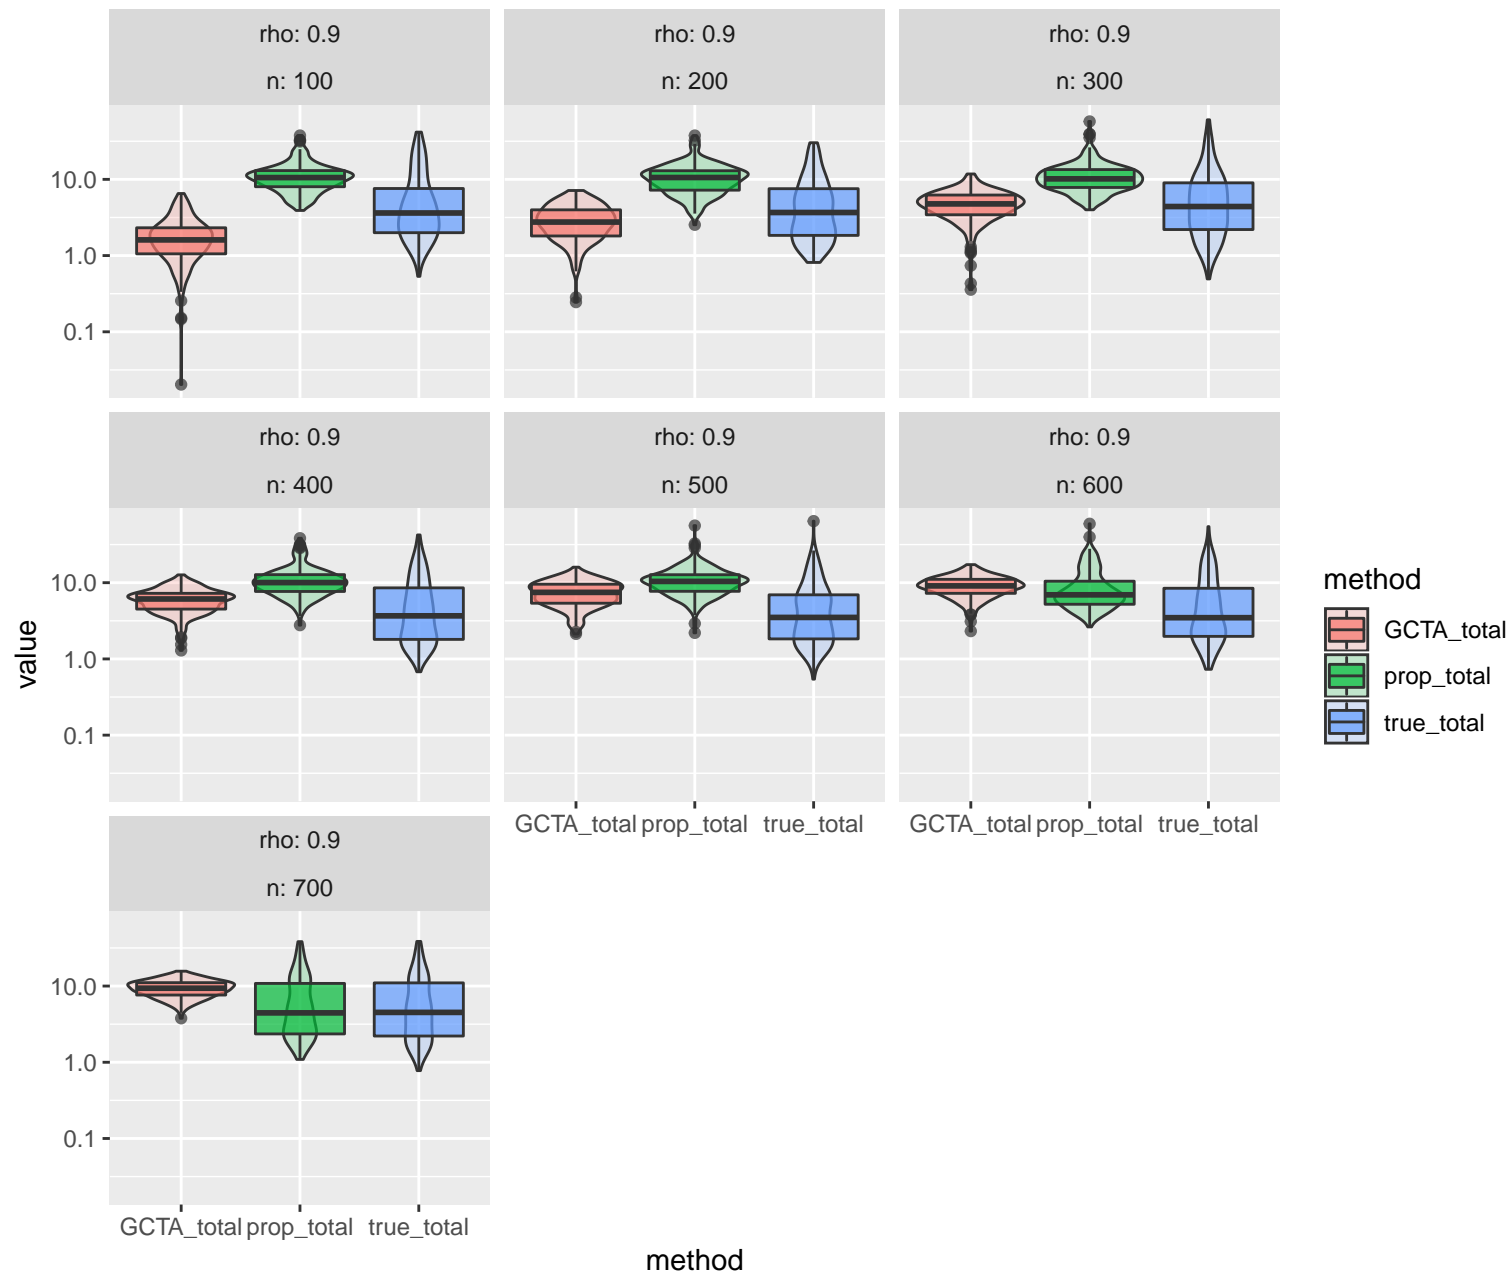 rho: 0.9
n: 100
rho: 0.9
n: 200
rho: 0.9
n: 300
10.0
1.0
0.1
rho: 0.9
n: 400
rho: 0.9
n: 500
rho: 0.9
n: 600
10.0
1.0
0.1
GCTA_total prop_total true_total
GCTA_total prop_total true_total
rho: 0.9
n: 700
10.0
1.0
0.1
GCTA_total prop_total true_total
value
method
method
GCTA_total
prop_total
true_total